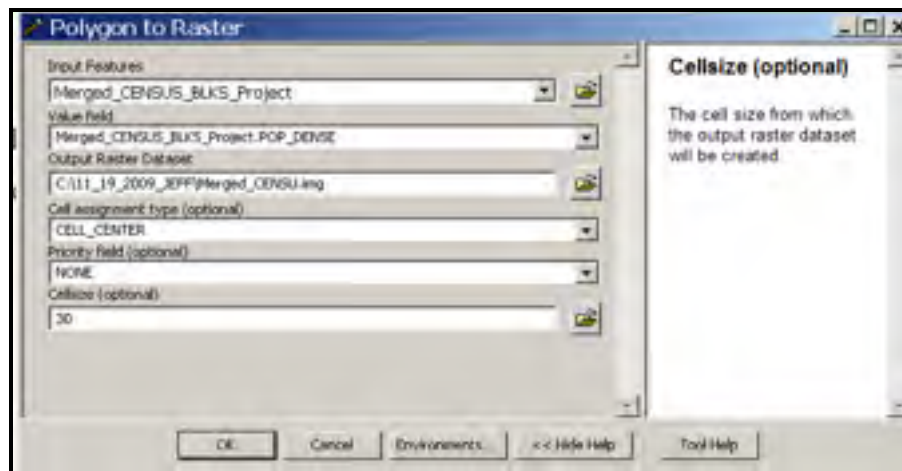 Polygon to Raster
Input Features
Merged_CENSUS_BLKS_Project
Value field
Merged_CENSUS_BLKS_Project.POP_DENSE
Output Raster Dataset
C:\11_19_2009_JEFF\Merged_CENSU.img
Cell assignment type (optional)
CELL_CENTER
Priority field (optional)
NONE
Cellsize (optional)
30
OK
Cancel
Environments...
<< Hide Help
Tool Help
Cellsize (optional)
The cell size from which
the output raster dataset
will be created